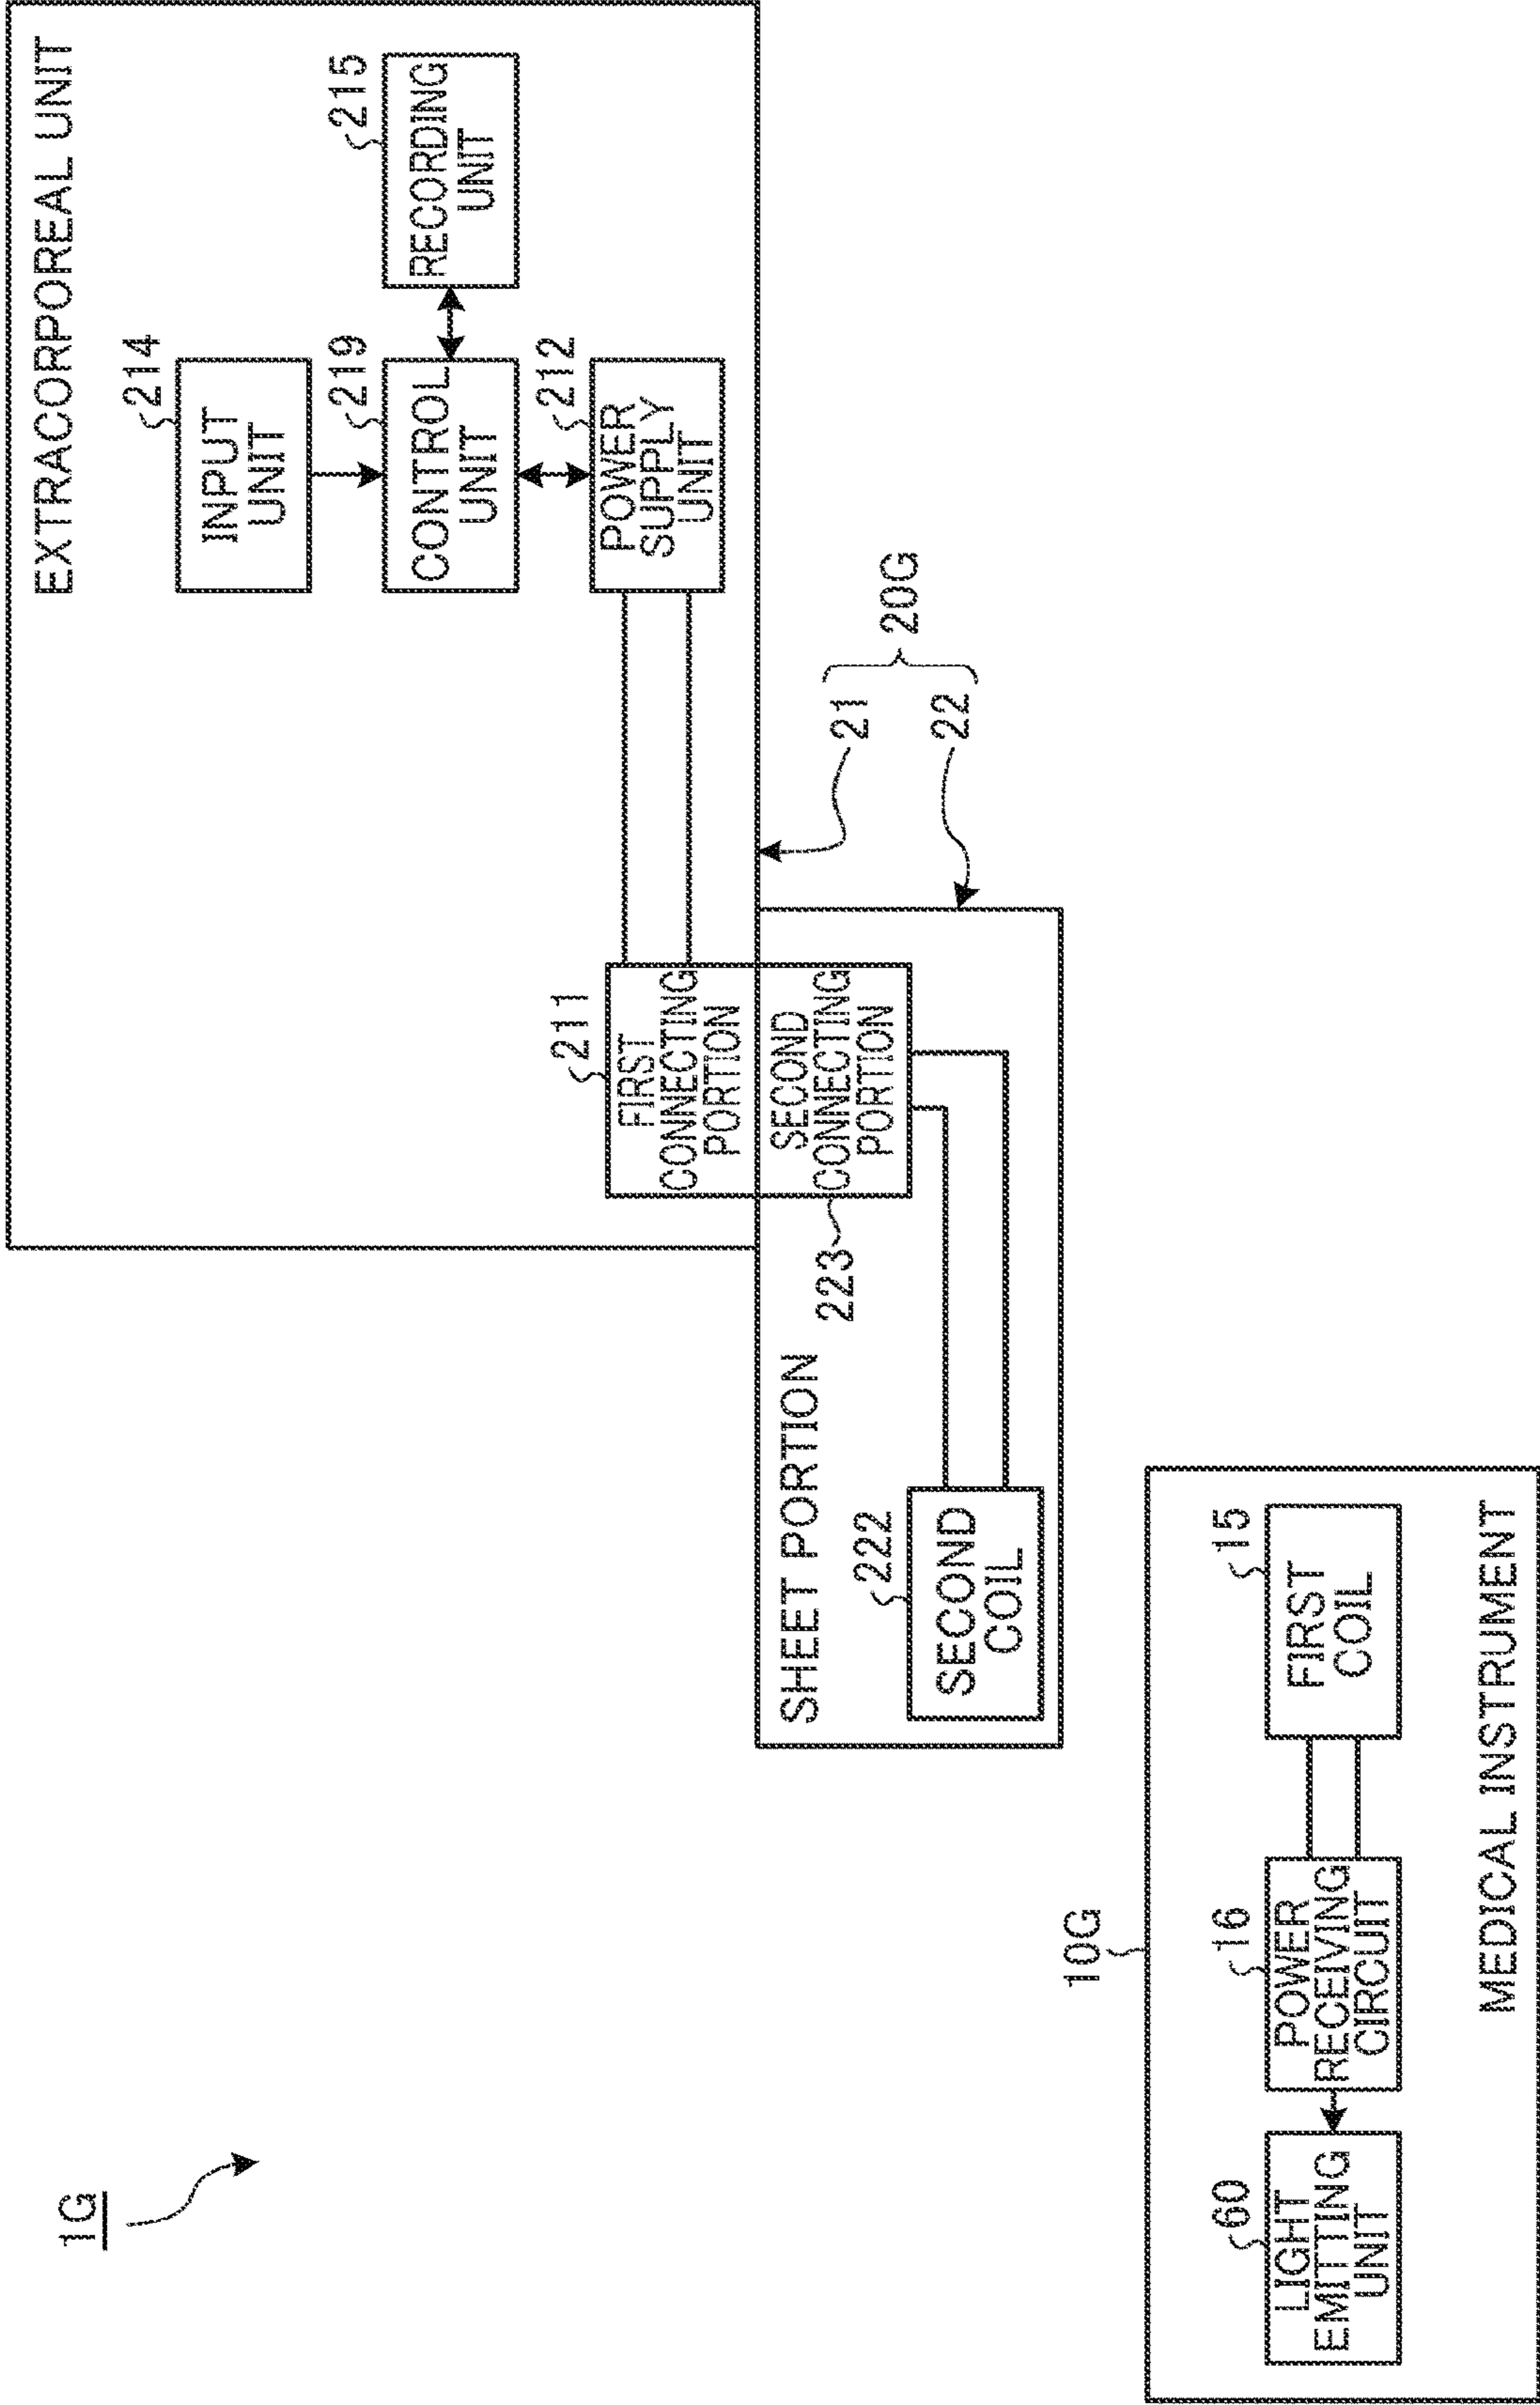 1G
EXTRACORPOREAL UNIT
214
INPUT
UNIT
219
CONTROL
UNIT
215
RECORDING
UNIT
212
POWER
SUPPLY
UNIT
211
FIRST
CONNECTING
PORTION
SECOND
CONNECTING
PORTION
223
SHEET PORTION
222
SECOND
COIL
21
22
20G
10G
60
LIGHT
EMITTING
UNIT
16
POWER
RECEIVING
CIRCUIT
15
FIRST
COIL
MEDICAL INSTRUMENT